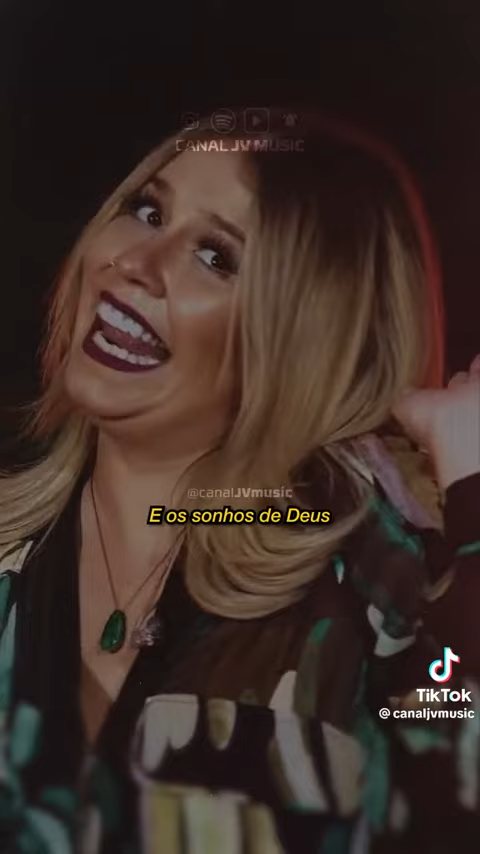 CANAL JV MUSIC
@canalJVmusic
E os sonhos de Deus
TikTok
@canaljvmusic